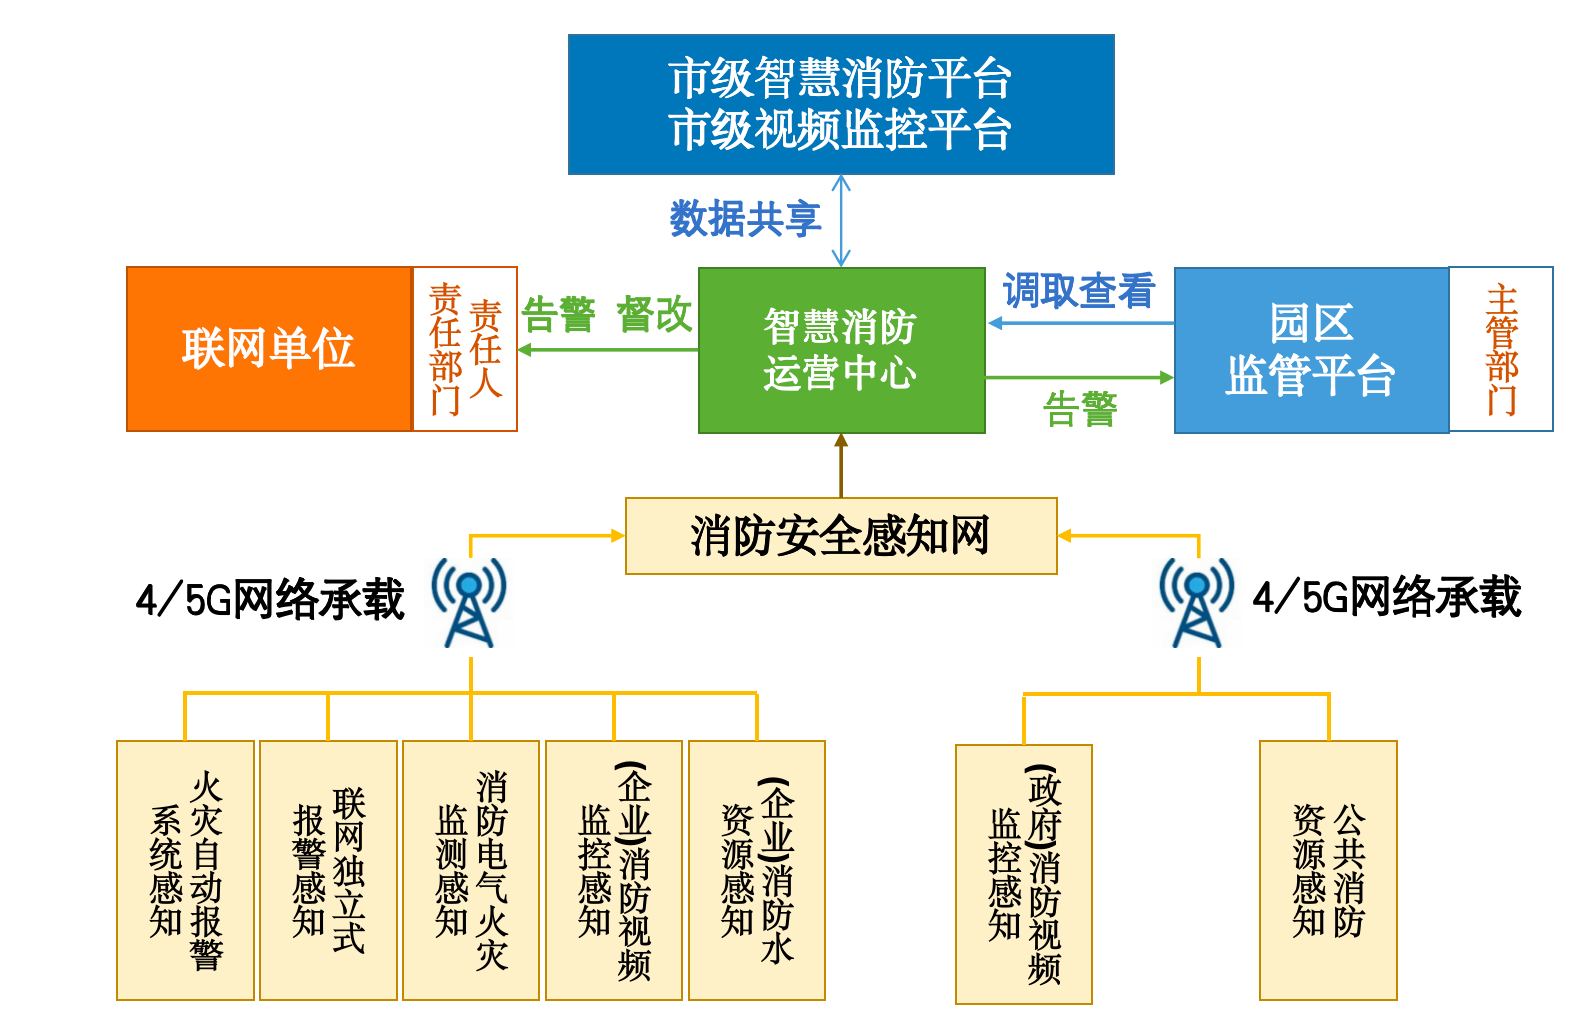 市级智慧消防平台
市级视频监控平台
数据共享
联网单位
责任人
责任部门
告警 督改
智慧消防
运营中心
调取查看
告警
园区
监管平台
主管部门
消防安全感知网
4/5G网络承载
4/5G网络承载
火灾自动报警
系统感知
联网独立式
报警感知
消防电气火灾
监测感知
(企业)消防视频
监控感知
(企业)消防水
资源感知
(政府)消防视频
监控感知
公共消防
资源感知